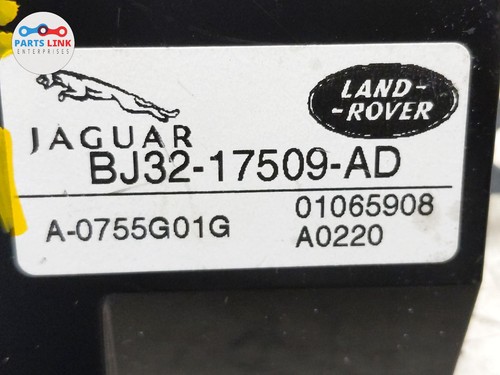 PARTS LINK
ENTERPRISES
JAGUAR
LAND-
-ROVER
BJ32-17509-AD
A-0755G01G
01065908
A0220